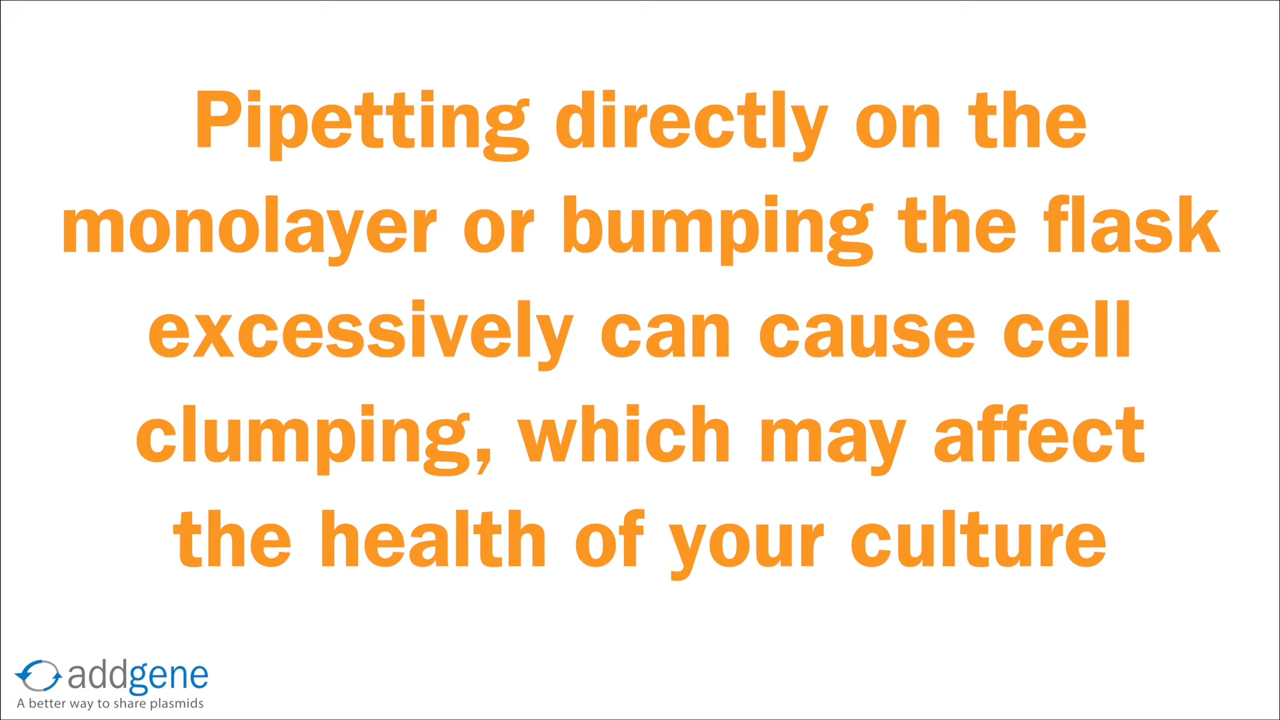 Pipetting directly on the
monolayer or bumping the flask
excessively can cause cell
clumping, which may affect
the health of your culture
addgene
A better way to share plasmids